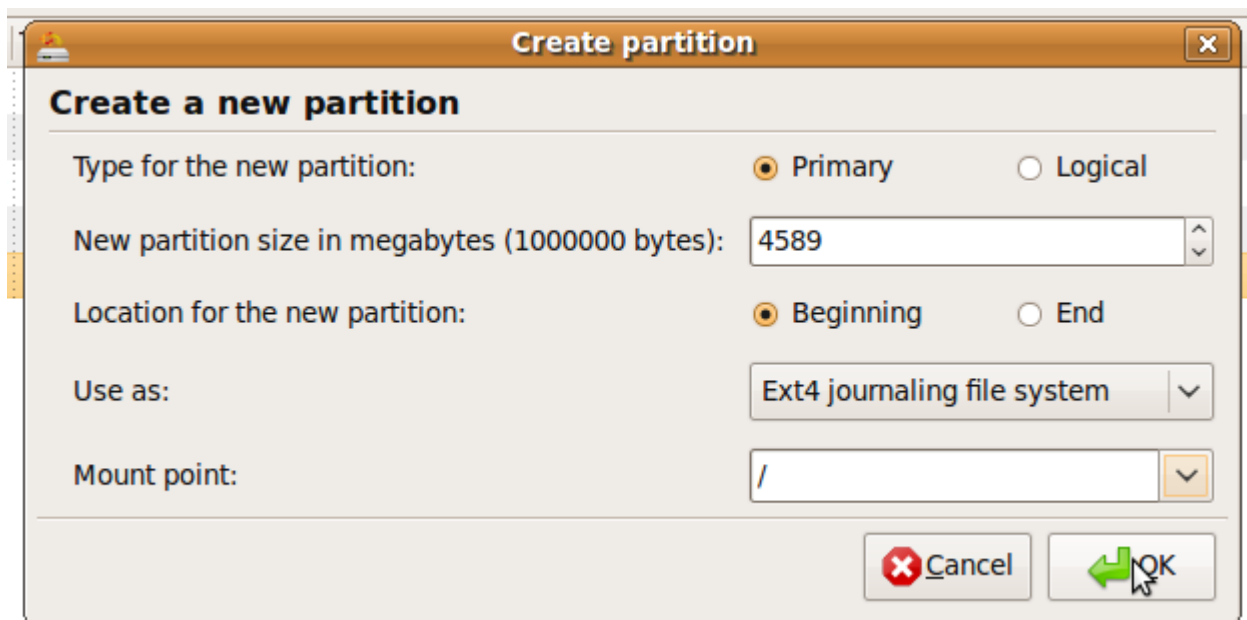 Create partition
Create a new partition
Type for the new partition: Primary Logical
New partition size in megabytes (1000000 bytes): 4589
Location for the new partition: Beginning End
Use as: Ext4 journaling file system
Mount point: /
Cancel OK